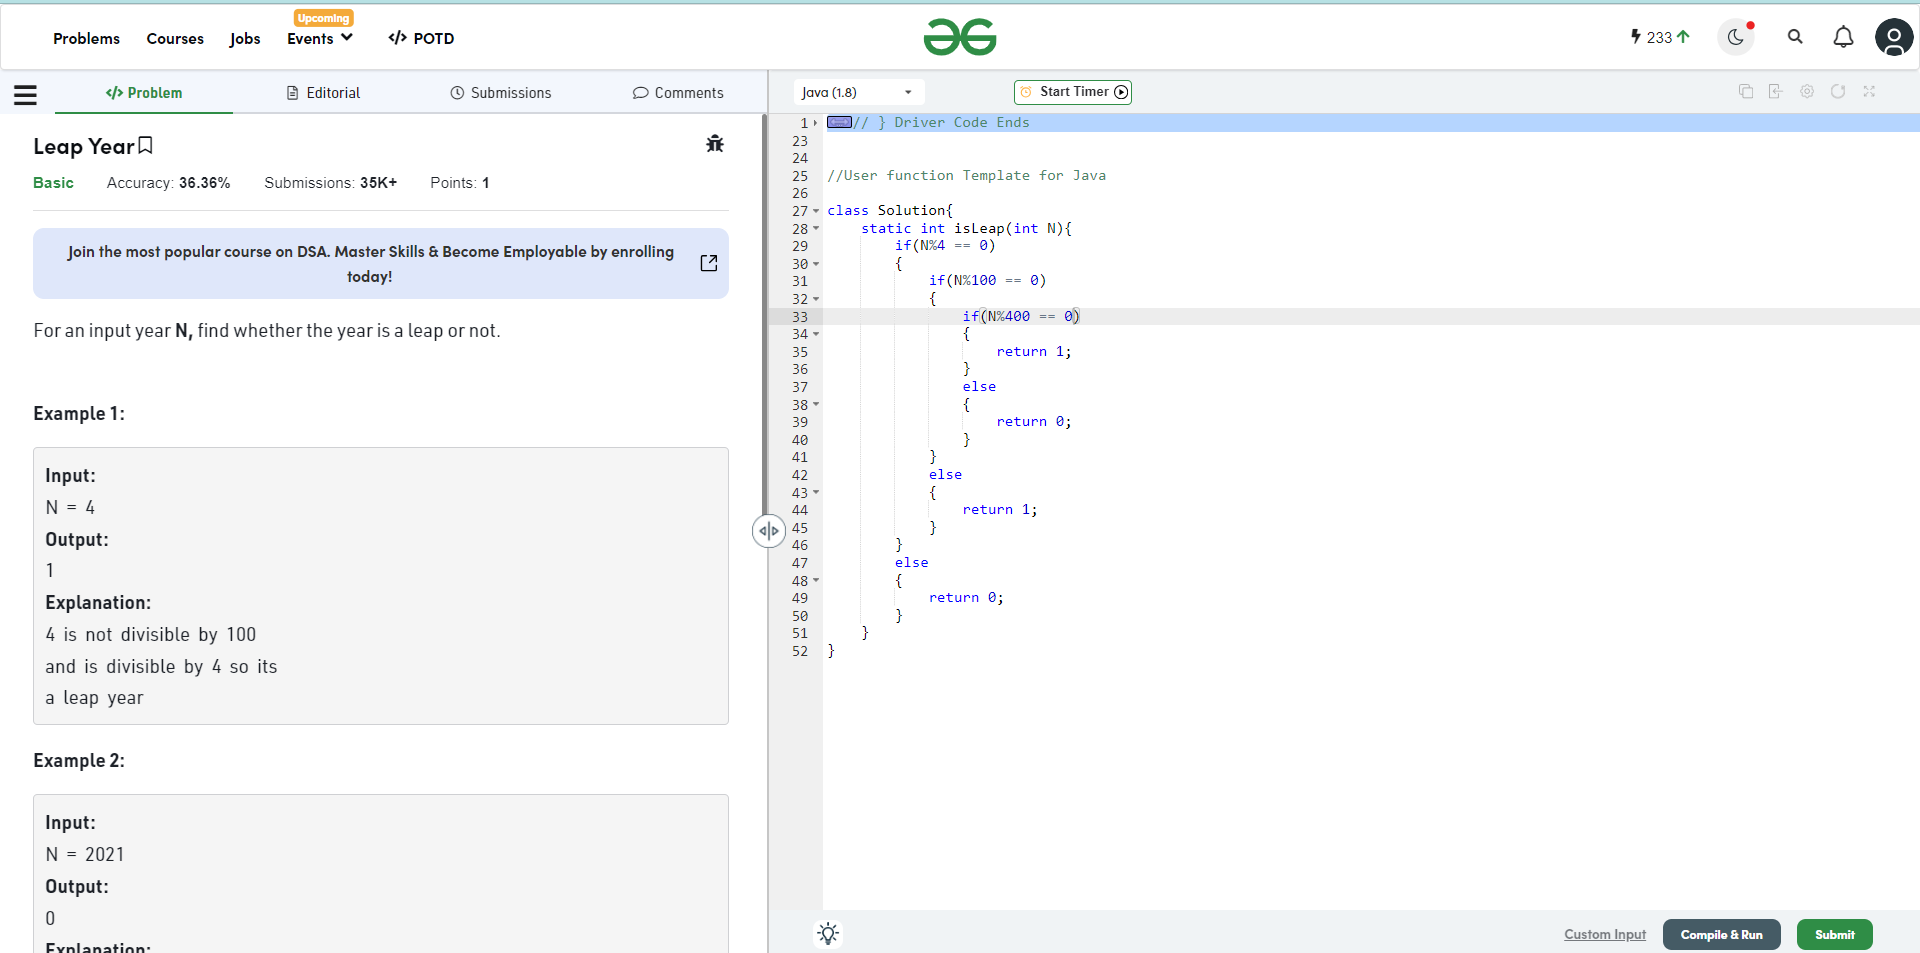 Upcoming
Problems Courses Jobs Events </> POTD
233
</> Problem Editorial Submissions Comments
Java (1.8) Start Timer
Leap Year
Basic Accuracy: 36.36% Submissions: 35K+ Points: 1
Join the most popular course on DSA. Master Skills & Become Employable by enrolling
today!
For an input year N, find whether the year is a leap or not.
Example 1:
Input:
N = 4
Output:
1
Explanation:
4 is not divisible by 100
and is divisible by 4 so its
a leap year
Example 2:
Input:
N = 2021
Output:
0
Explanation:
1 // } Driver Code Ends
23
24
25 //User function Template for Java
26
27 class Solution{
28 static int isLeap(int N){
29 if(N%4 == 0)
30 {
31 if(N%100 == 0)
32 {
33 if(N%400 == 0)
34 {
35 return 1;
36 }
37 else
38 {
39 return 0;
40 }
41 }
42 else
43 {
44 return 1;
45 }
46 }
47 else
48 {
49 return 0;
50 }
51 }
52 }
Custom Input Compile & Run Submit